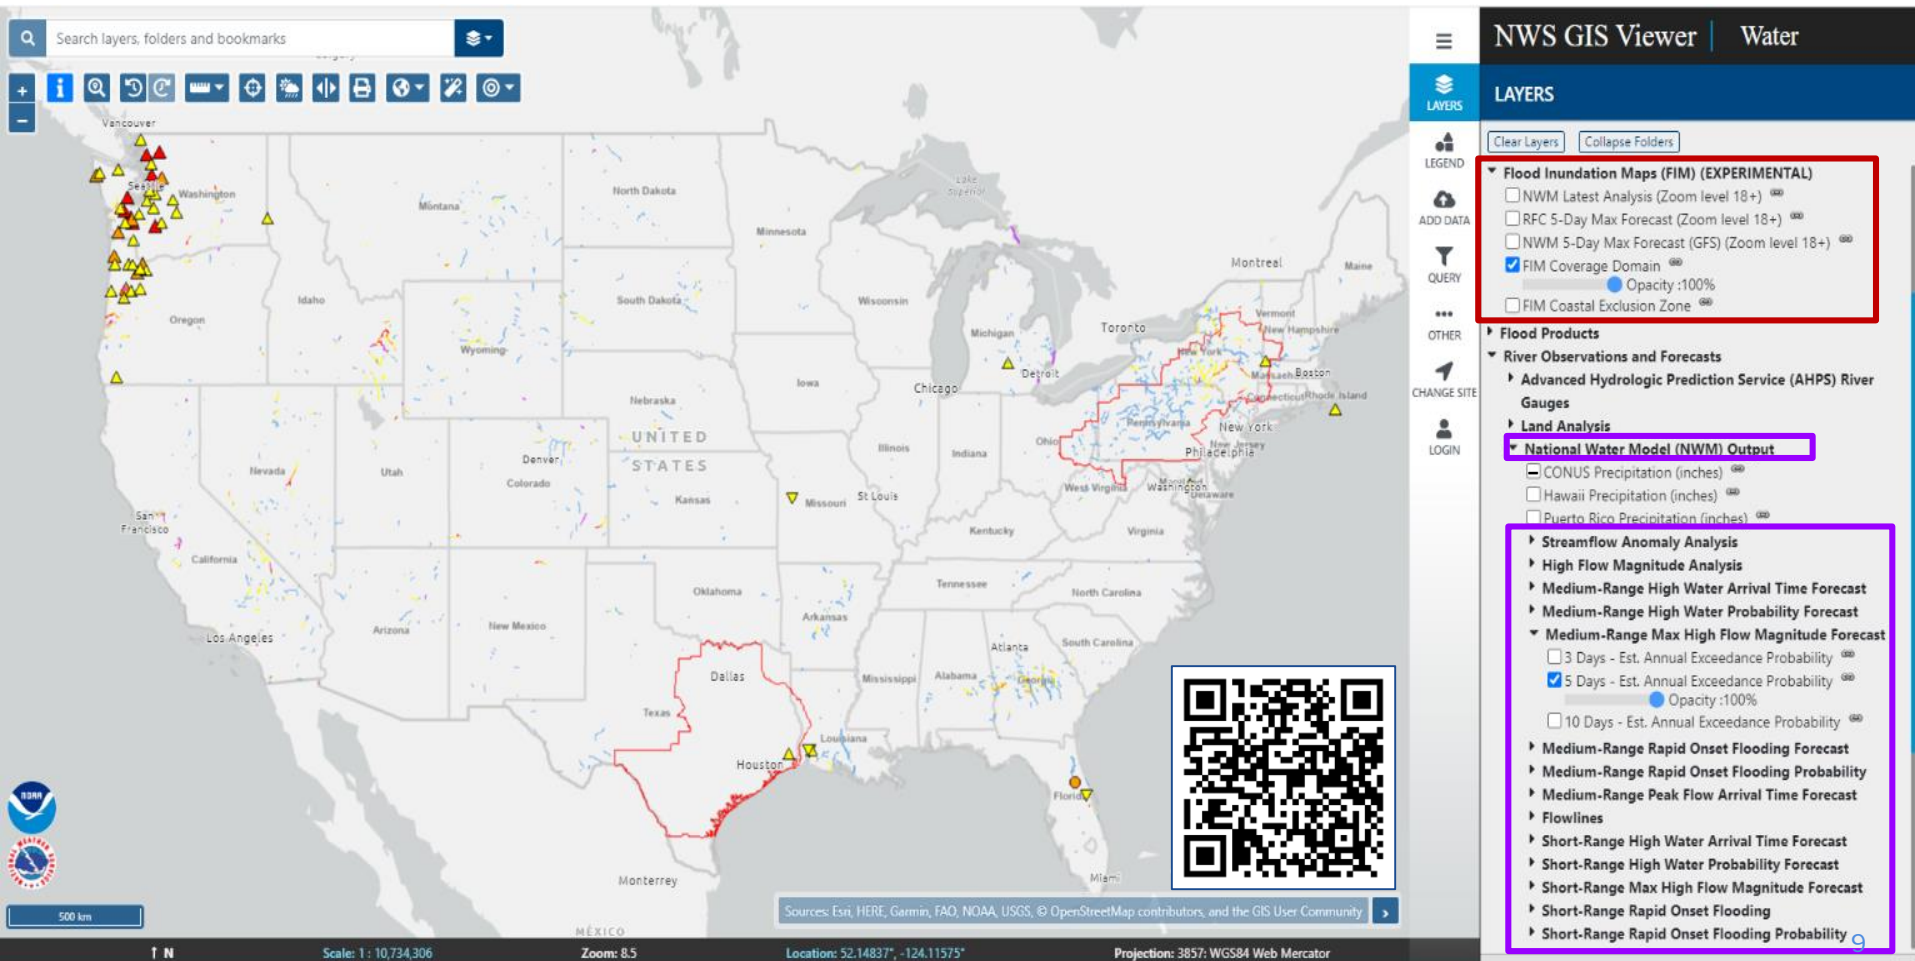 Search layers, folders and bookmarks
NWS GIS Viewer | Water
LAYERS
LAYERS
LEGEND
ADD DATA
QUERY
OTHER
CHANGE SITE
LOGIN
Clear Layers
Collapse Folders
Flood Inundation Maps (FIM) (EXPERIMENTAL)
NWM Latest Analysis (Zoom level 18+)
RFC 5-Day Max Forecast (Zoom level 18+)
NWM 5-Day Max Forecast (GFS) (Zoom level 18+)
FIM Coverage Domain
Opacity :100%
FIM Coastal Exclusion Zone
Flood Products
River Observations and Forecasts
Advanced Hydrologic Prediction Service (AHPS) River
Gauges
Land Analysis
National Water Model (NWM) Output
CONUS Precipitation (inches)
Hawaii Precipitation (inches)
Puerto Rico Precipitation (inches)
Streamflow Anomaly Analysis
High Flow Magnitude Analysis
Medium-Range High Water Arrival Time Forecast
Medium-Range High Water Probability Forecast
Medium-Range Max High Flow Magnitude Forecast
3 Days - Est. Annual Exceedance Probability
5 Days - Est. Annual Exceedance Probability
Opacity :100%
10 Days - Est. Annual Exceedance Probability
Medium-Range Rapid Onset Flooding Forecast
Medium-Range Rapid Onset Flooding Probability
Medium-Range Peak Flow Arrival Time Forecast
Flowlines
Short-Range High Water Arrival Time Forecast
Short-Range High Water Probability Forecast
Short-Range Max High Flow Magnitude Forecast
Short-Range Rapid Onset Flooding
Short-Range Rapid Onset Flooding Probability
9
Vancouver
Seattle
Washington
Montana
North Dakota
Lake
Superior
Minnesota
Montreal
Maine
Idaho
South Dakota
Wisconsin
Oregon
Wyoming
Michigan
Toronto
Vermont
New Hampshire
New York
Detroit
Massach
Boston
Iowa
Chicago
Connecticut
Rhode Island
Nebraska
UNITED
STATES
Illinois
Indiana
Ohio
Pennsylvania
New York
New Jersey
Philadelphia
Nevada
Utah
Denver
Colorado
Kansas
Missouri
St Louis
West Virginia
Washington
Delaware
San
Francisco
Kentucky
Virginia
California
Oklahoma
Tennessee
North Carolina
Los Angeles
Arizona
New Mexico
Arkansas
Atlanta
South Carolina
Dallas
Mississippi
Alabama
Georgia
Texas
Louisiana
Houston
Florida
Miami
Monterrey
MÉXICO
NOAA
500 km
Sources: Esri, HERE, Garmin, FAO, NOAA, USGS, © OpenStreetMap contributors, and the GIS User Community
N
Scale: 1 : 10,734,306
Zoom: 8.5
Location: 52.14837°, -124.11575°
Projection: 3857: WGS84 Web Mercator